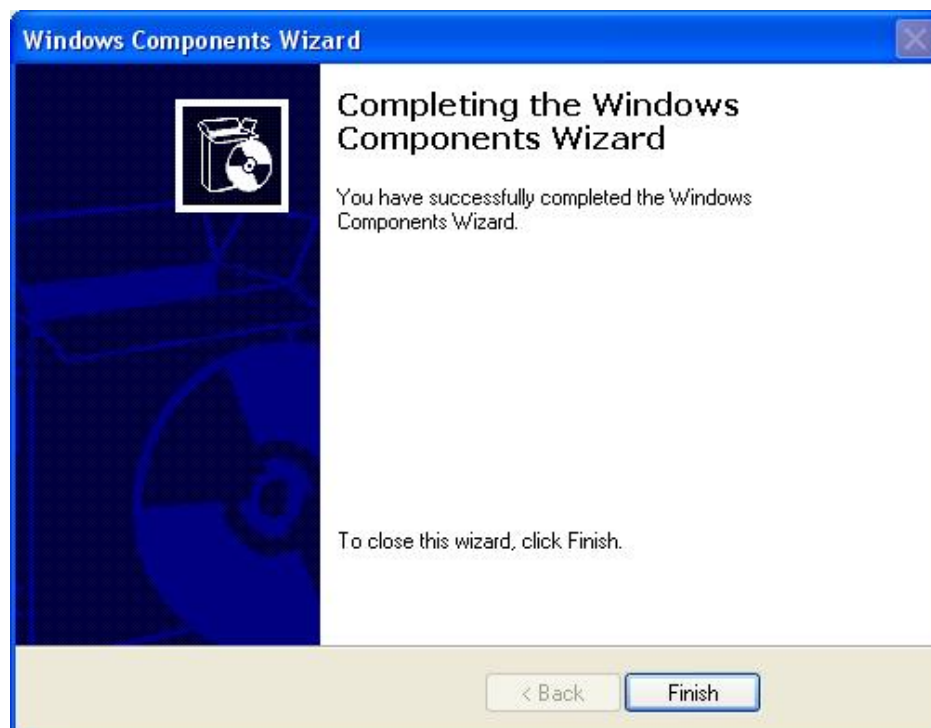 Windows Components Wizard
Completing the Windows
Components Wizard
You have successfully completed the Windows
Components Wizard.
To close this wizard, click Finish.
< Back
Finish